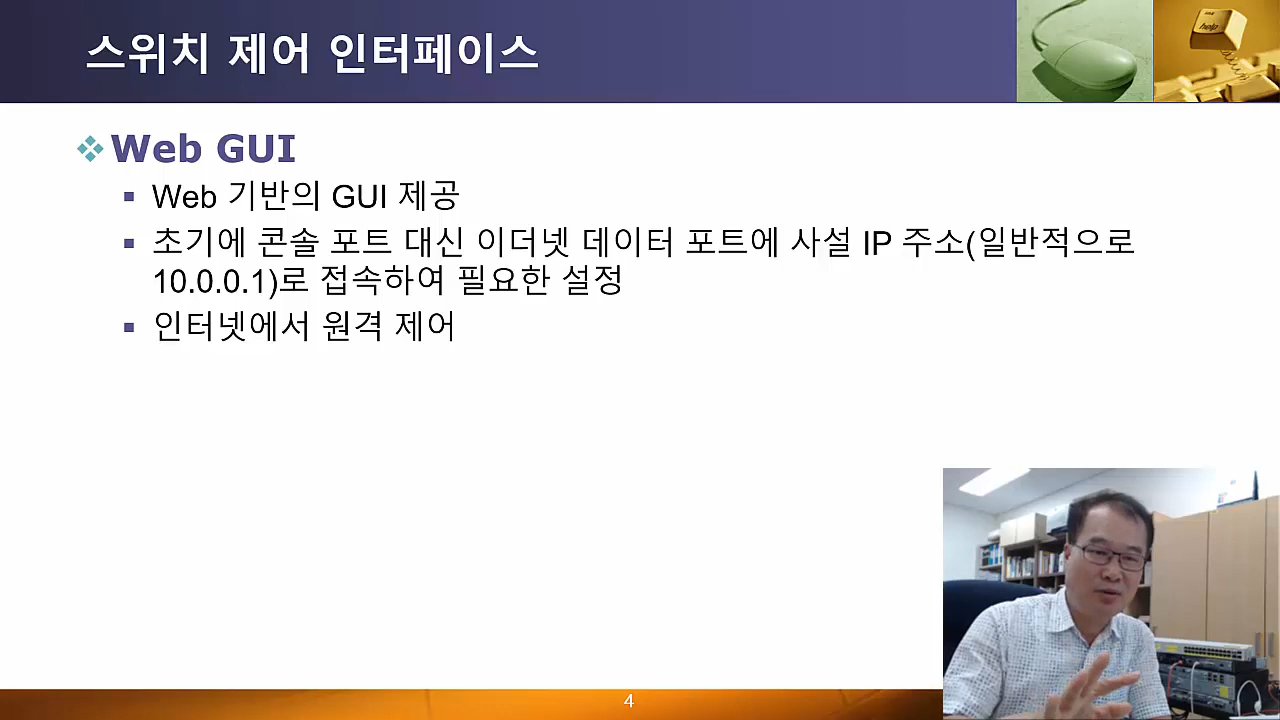 스위치 제어 인터페이스
help
Web GUI
Web 기반의 GUI 제공
초기에 콘솔 포트 대신 이더넷 데이터 포트에 사설 IP 주소(일반적으로
10.0.0.1)로 접속하여 필요한 설정
인터넷에서 원격 제어
4